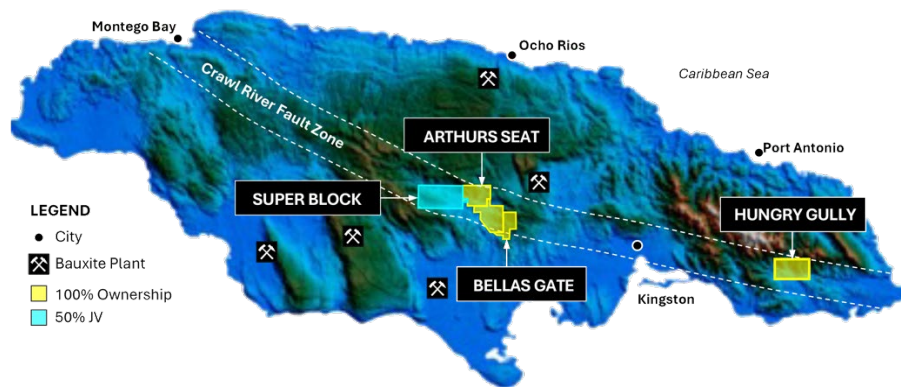 Montego Bay
Ocho Rios
Caribbean Sea
Crawl River Fault Zone
ARTHURS SEAT
Port Antonio
SUPER BLOCK
HUNGRY GULLY
LEGEND
City
Bauxite Plant
100% Ownership
50% JV
BELLAS GATE
Kingston